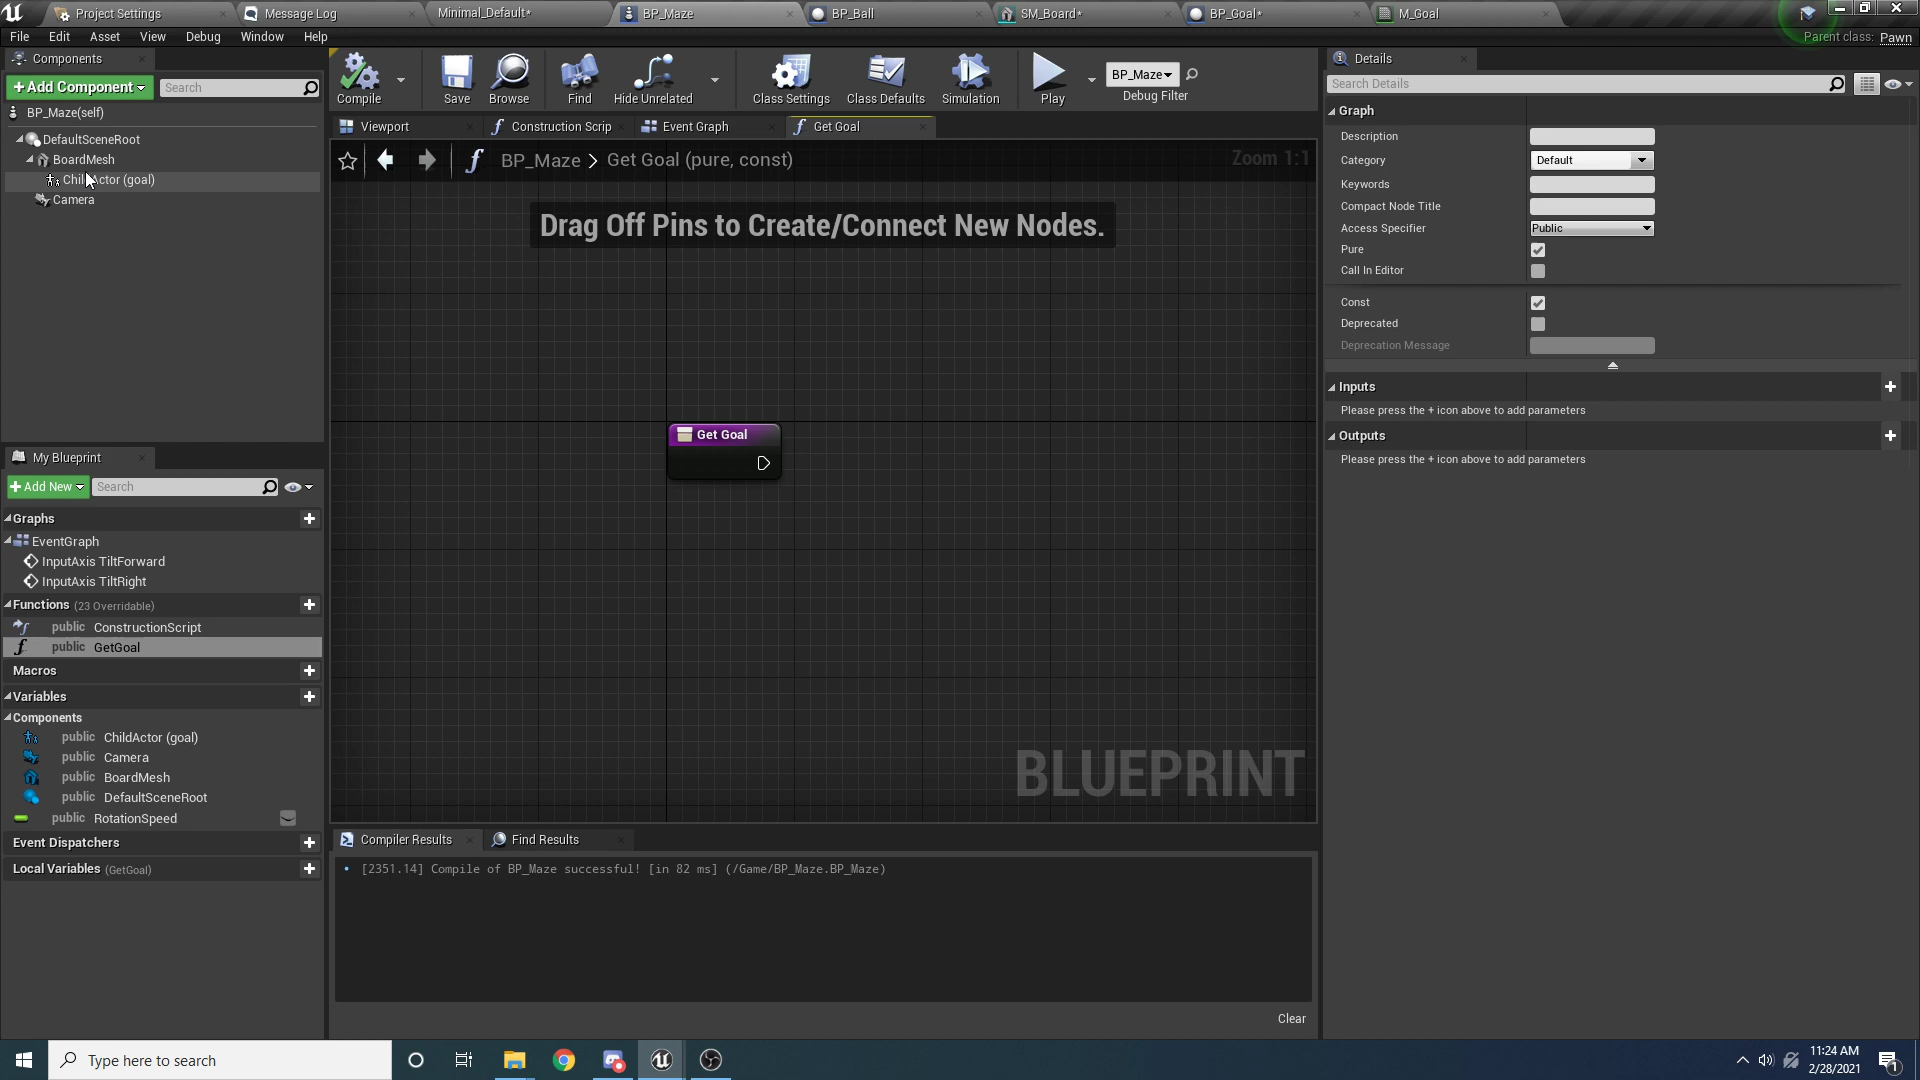 Project Settings
Message Log
Minimal_Default*
BP_Maze
BP_Ball
SM_Board*
BP_Goal*
M_Goal
File Edit Asset View Debug Window Help
Parent class: Pawn
Components
+Add Component
Search
BP_Maze(self)
DefaultSceneRoot
BoardMesh
ChildActor (goal)
Camera
Compile
Save
Browse
Find
Hide Unrelated
Class Settings
Class Defaults
Simulation
Play
BP_Maze
Debug Filter
Viewport
Construction Scrip
Event Graph
Get Goal
BP_Maze > Get Goal (pure, const)
Zoom 1:1
Drag Off Pins to Create/Connect New Nodes.
Get Goal
BLUEPRINT
My Blueprint
+Add New
Search
Graphs
EventGraph
InputAxis TiltForward
InputAxis TiltRight
Functions (23 Overridable)
public ConstructionScript
public GetGoal
Macros
Variables
Components
public ChildActor (goal)
public Camera
public BoardMesh
public DefaultSceneRoot
public RotationSpeed
Event Dispatchers
Local Variables (GetGoal)
Compiler Results
Find Results
[2351.14] Compile of BP_Maze successful! [in 82 ms] (/Game/BP_Maze.BP_Maze)
Clear
Details
Search Details
Graph
Description
Category
Default
Keywords
Compact Node Title
Access Specifier
Public
Pure
Call In Editor
Const
Deprecated
Deprecation Message
Inputs
Please press the + icon above to add parameters
Outputs
Please press the + icon above to add parameters
Type here to search
11:24 AM
2/28/2021
1